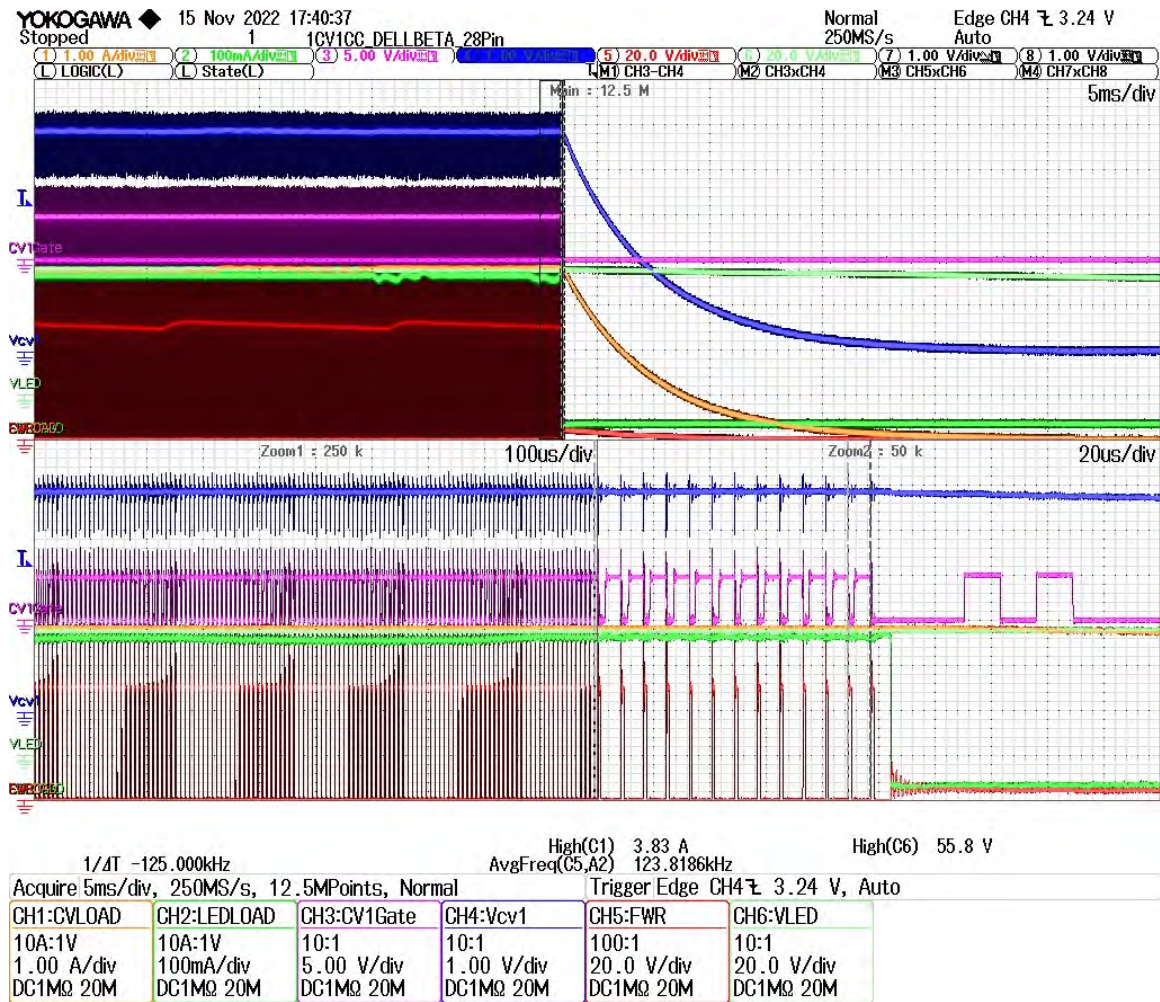 YOKOGAWA ◆ 15 Nov 2022 17:40:37 Normal Edge CH4 3.24 V
Stopped 1 1CV1CC_DELLBETA_28Pin 250MS/s Auto
1 1.00 A/div 2 100mA/div 3 5.00 V/div 4 1.00 V/div 5 20.0 V/div 6 20.0 V/div 7 1.00 V/div 8 1.00 V/div
L LOGIC(L) L State(L) M1 CH3-CH4 M2 CH3xCH4 M3 CH5xCH6 M4 CH7xCH8
Main : 12.5 M 5ms/div
CV1Gate
Vcv1
VLED
Zoom1 : 250 k 100us/div Zoom2 : 50 k 20us/div
CV1Gate
Vcv1
VLED
High(C1) 3.83 A High(C6) 55.8 V
1/ΔT -125.000kHz AvgFreq(C5,A2) 123.8186kHz
Acquire 5ms/div, 250MS/s, 12.5MPoints, Normal Trigger Edge CH4 3.24 V, Auto
CH1:CVLOAD CH2:LEDLOAD CH3:CV1Gate CH4:Vcv1 CH5:FWR CH6:VLED
10A:1V 10A:1V 10:1 10:1 100:1 10:1
1.00 A/div 100mA/div 5.00 V/div 1.00 V/div 20.0 V/div 20.0 V/div
DC1MΩ 20M DC1MΩ 20M DC1MΩ 20M DC1MΩ 20M DC1MΩ 20M DC1MΩ 20M